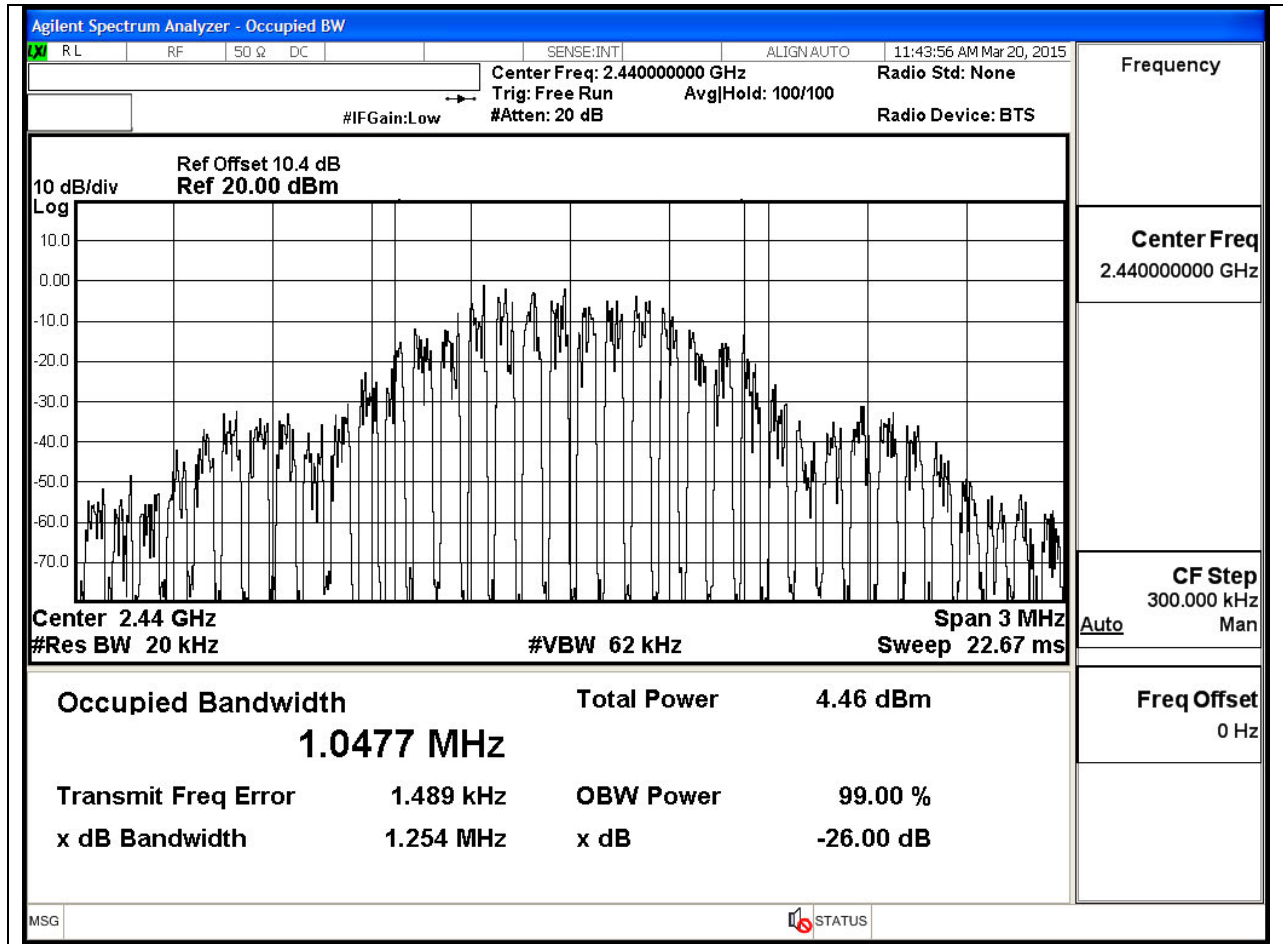 Agilent Spectrum Analyzer - Occupied BW
LXI RL RF 50 Ω DC SENSE:INT ALIGN AUTO 11:43:56 AM Mar 20, 2015
Center Freq: 2.440000000 GHz Radio Std: None
Trig: Free Run Avg|Hold: 100/100
#IFGain:Low #Atten: 20 dB Radio Device: BTS
Ref Offset 10.4 dB
10 dB/div Ref 20.00 dBm
Log
10.0
0.00
-10.0
-20.0
-30.0
-40.0
-50.0
-60.0
-70.0
Center 2.44 GHz Span 3 MHz
#Res BW 20 kHz #VBW 62 kHz Sweep 22.67 ms
Occupied Bandwidth Total Power 4.46 dBm
1.0477 MHz
Transmit Freq Error 1.489 kHz OBW Power 99.00 %
x dB Bandwidth 1.254 MHz x dB -26.00 dB
MSG STATUS
Frequency
Center Freq
2.440000000 GHz
CF Step
300.000 kHz
Auto Man
Freq Offset
0 Hz